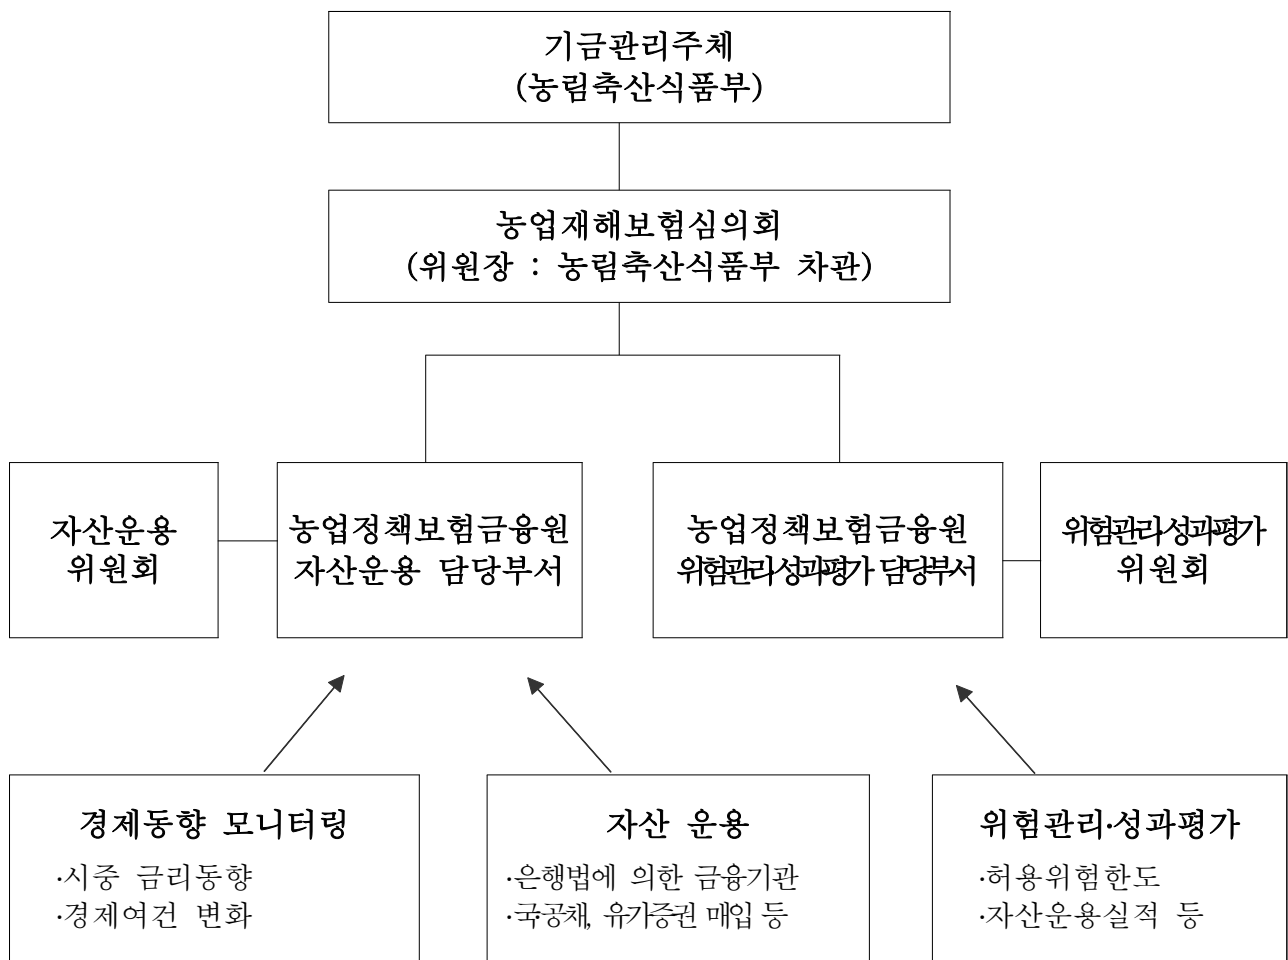 기금관리주체
(농림축산식품부)
농업재해보험심의회
(위원장 : 농림축산식품부 차관)
자산운용
위원회
농업정책보험금융원
자산운용 담당부서
농업정책보험금융원
위험관리·성과평가 담당부서
위험관리·성과평가
위원회
경제동향 모니터링
·시중 금리동향
·경제여건 변화
자산 운용
·은행법에 의한 금융기관
·국공채, 유가증권 매입 등
위험관리·성과평가
·허용위험한도
·자산운용실적 등